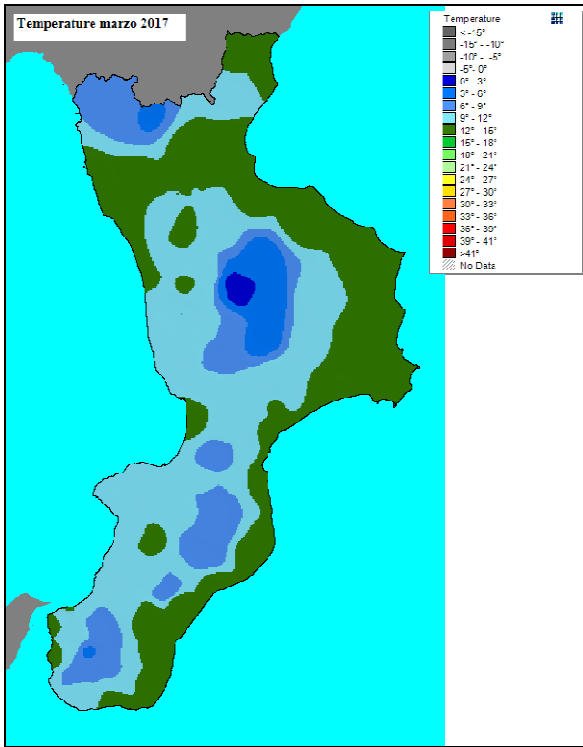 Temperature marzo 2017
Temperature
< -15°
-15° - -10°
-10° - -5°
-5° - 0°
0° - 3°
3° - 6°
6° - 9°
9° - 12°
12° - 15°
15° - 18°
18° - 21°
21° - 24°
24° - 27°
27° - 30°
30° - 33°
33° - 36°
36° - 39°
39° - 41°
>41°
No Data